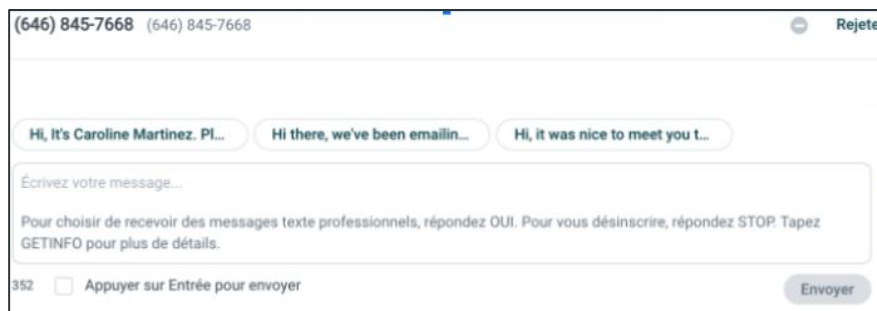 (646) 845-7668 (646) 845-7668 Rejete
Hi, It's Caroline Martinez. Pl... Hi there, we've been emailin... Hi, it was nice to meet you t...
Écrivez votre message...
Pour choisir de recevoir des messages texte professionnels, répondez OUI. Pour vous désinscrire, répondez STOP. Tapez
GETINFO pour plus de détails.
352 Appuyer sur Entrée pour envoyer Envoyer